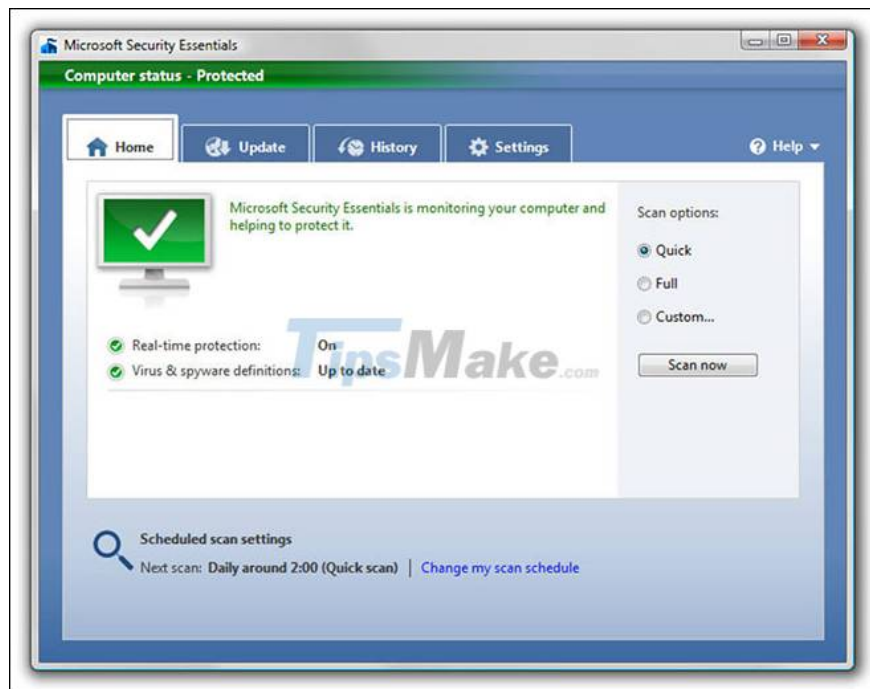 Microsoft Security Essentials
Computer status - Protected
Home
Update
History
Settings
Help
Microsoft Security Essentials is monitoring your computer and
helping to protect it.
Scan options:
Quick
Full
Custom...
Scan now
Real-time protection: On
Virus & spyware definitions: Up to date
TipsMake.com
Scheduled scan settings
Next scan: Daily around 2:00 (Quick scan) | Change my scan schedule